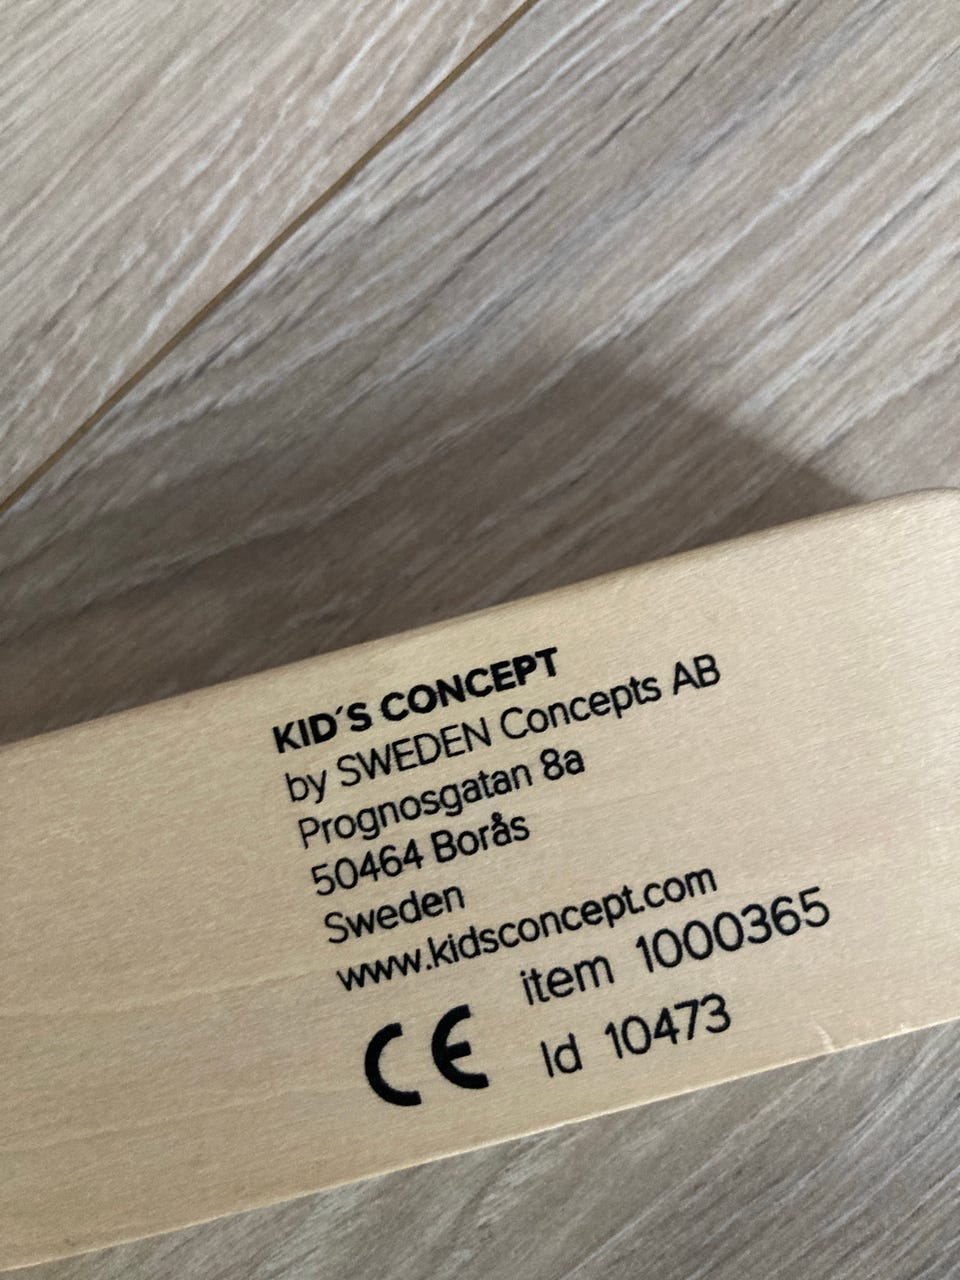 KID´S CONCEPT
by SWEDEN Concepts AB
Prognosgatan 8a
50464 Borås
Sweden
www.kidsconcept.com
CE item 1000365
Id 10473